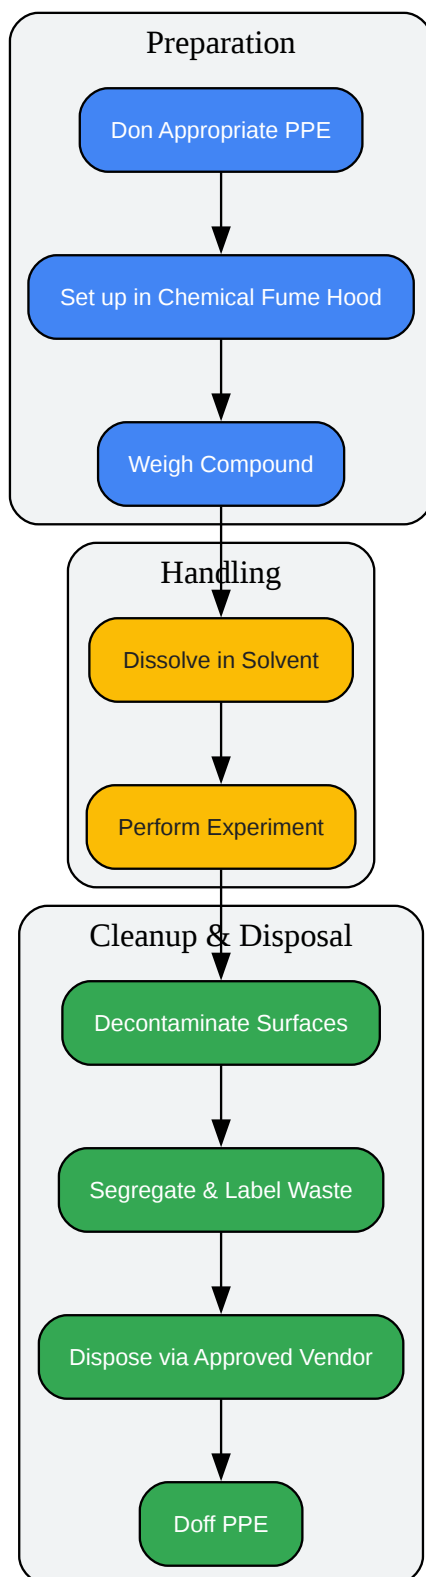 Preparation
Don Appropriate PPE
Set up in Chemical Fume Hood
Weigh Compound
Handling
Dissolve in Solvent
Perform Experiment
Cleanup & Disposal
Decontaminate Surfaces
Segregate & Label Waste
Dispose via Approved Vendor
Doff PPE